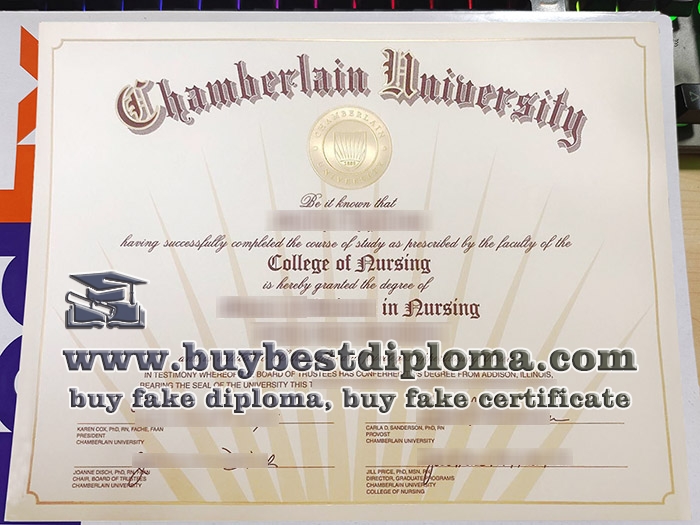 Chamberlain University
CHAMBERLAIN
UNIVERSITY
Be it known that
having successfully completed the course of study as prescribed by the faculty of the
College of Nursing
is hereby granted the degree of
in Nursing
www.buybestdiploma.com
IN TESTIMONY WHEREOF BOARD OF TRUSTEES HAS CONFERRED DEGREE FROM ADDISON, ILLINOIS,
BEARING THE SEAL OF THE UNIVERSITY THIS
buy fake diploma, buy fake certificate
KAREN COX, PhD, RN, FACHE, FAAN
PRESIDENT
CHAMBERLAIN UNIVERSITY
CARLA D. SANDERSON, PhD, RN
PROVOST
CHAMBERLAIN UNIVERSITY
JOANNE DISCH, PhD, RN, FAAN
CHAIR, BOARD OF TRUSTEES
CHAMBERLAIN UNIVERSITY
JILL PRICE, PhD, MSN, RN
DIRECTOR, GRADUATE PROGRAMS
CHAMBERLAIN UNIVERSITY
COLLEGE OF NURSING